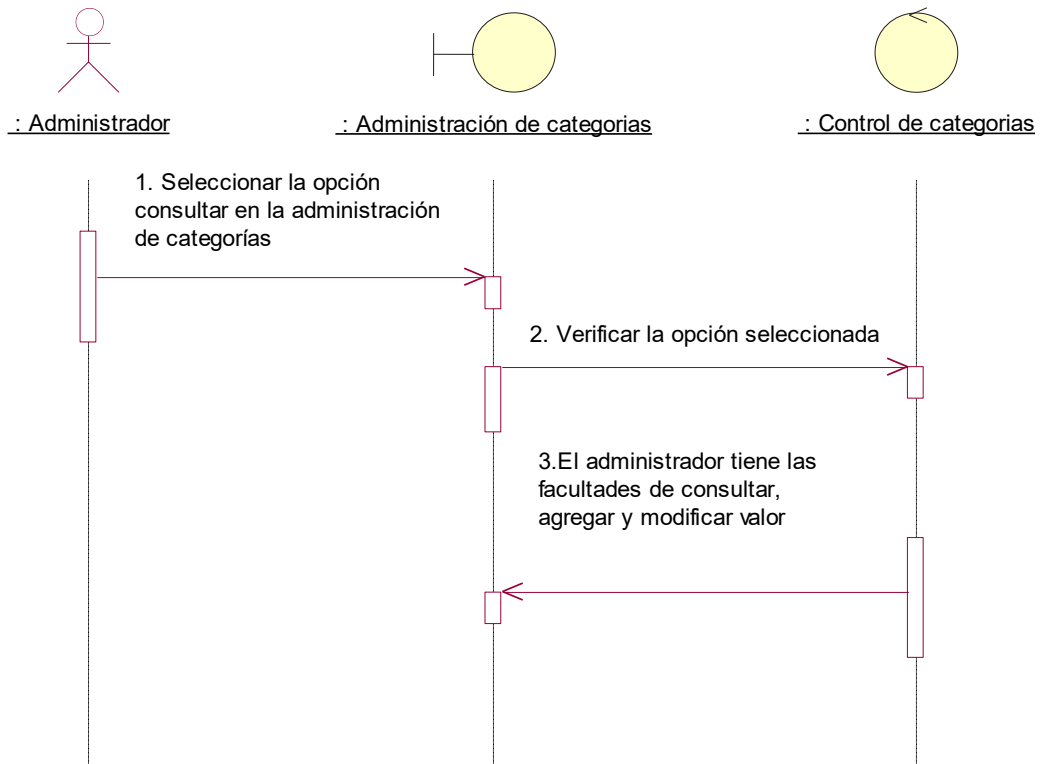 : Administrador
: Administración de categorias
: Control de categorias
1. Seleccionar la opción
consultar en la administración
de categorías
2. Verificar la opción seleccionada
3.El administrador tiene las
facultades de consultar,
agregar y modificar valor